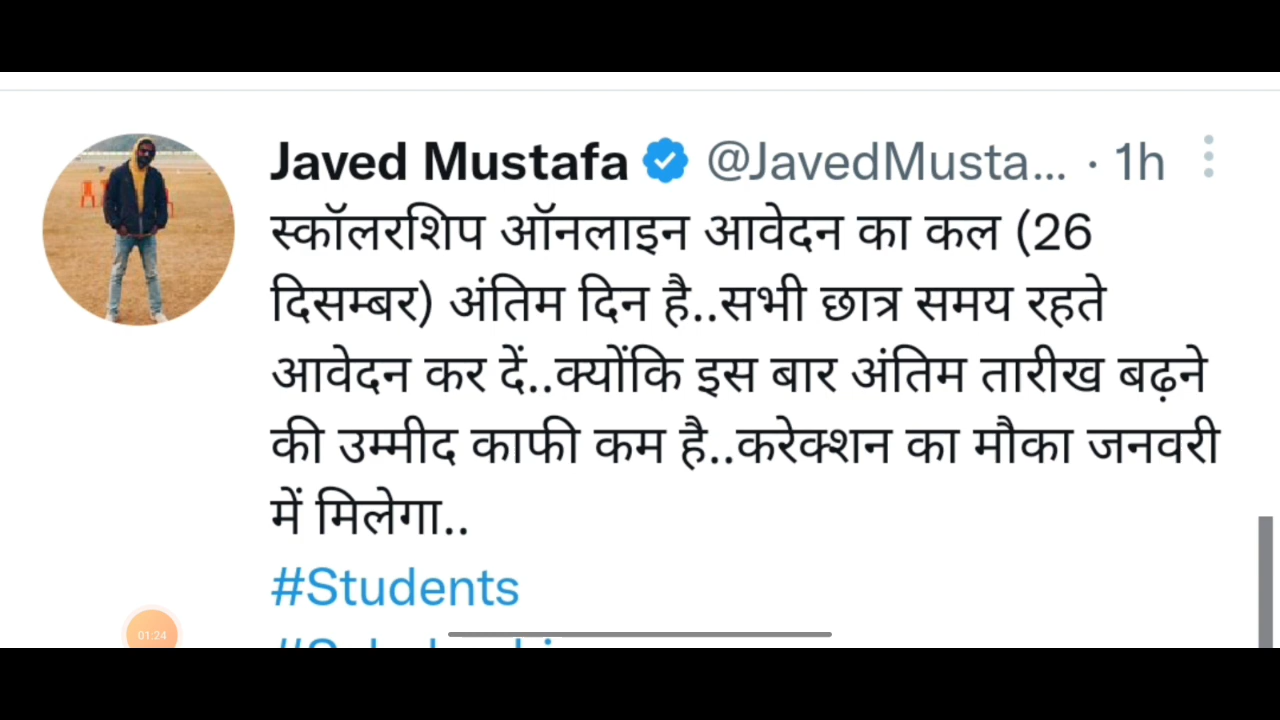 Javed Mustafa @JavedMusta... · 1h
स्कॉलरशिप ऑनलाइन आवेदन का कल (26
दिसम्बर) अंतिम दिन है..सभी छात्र समय रहते
आवेदन कर दें..क्योंकि इस बार अंतिम तारीख बढ़ने
की उम्मीद काफी कम है..करेक्शन का मौका जनवरी
में मिलेगा..
#Students
01:24